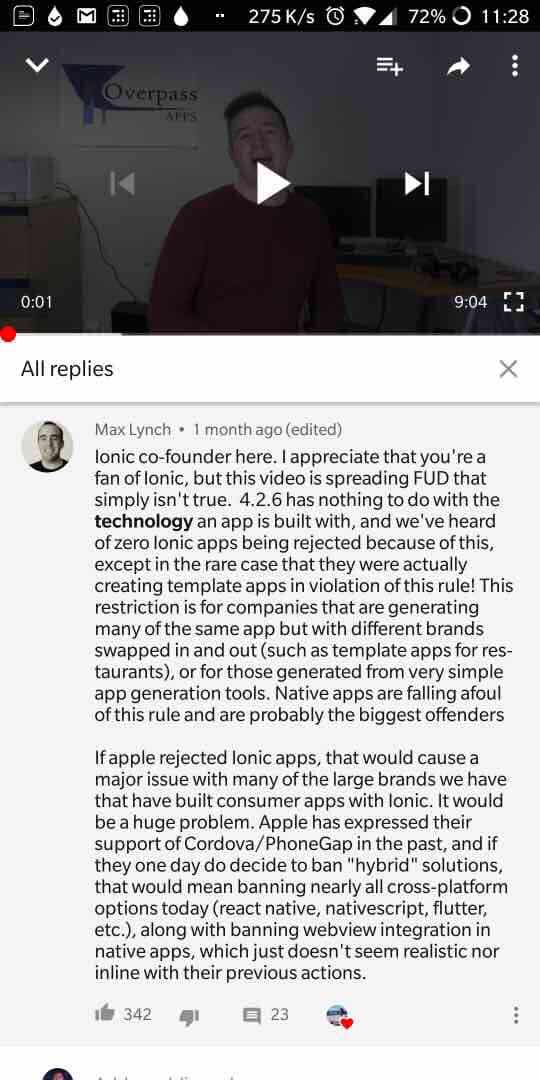 275 K/s 72% 11:28
Overpass
APPS
0:01
9:04
All replies
Max Lynch • 1 month ago (edited)
Ionic co-founder here. I appreciate that you're a
fan of Ionic, but this video is spreading FUD that
simply isn't true.  4.2.6 has nothing to do with the
technology an app is built with, and we've heard
of zero Ionic apps being rejected because of this,
except in the rare case that they were actually
creating template apps in violation of this rule! This
restriction is for companies that are generating
many of the same app but with different brands
swapped in and out (such as template apps for res-
taurants), or for those generated from very simple
app generation tools. Native apps are falling afoul
of this rule and are probably the biggest offenders
If apple rejected Ionic apps, that would cause a
major issue with many of the large brands we have
that have built consumer apps with Ionic. It would
be a huge problem. Apple has expressed their
support of Cordova/PhoneGap in the past, and if
they one day do decide to ban "hybrid" solutions,
that would mean banning nearly all cross-platform
options today (react native, nativescript, flutter,
etc.), along with banning webview integration in
native apps, which just doesn't seem realistic nor
inline with their previous actions.
342
23